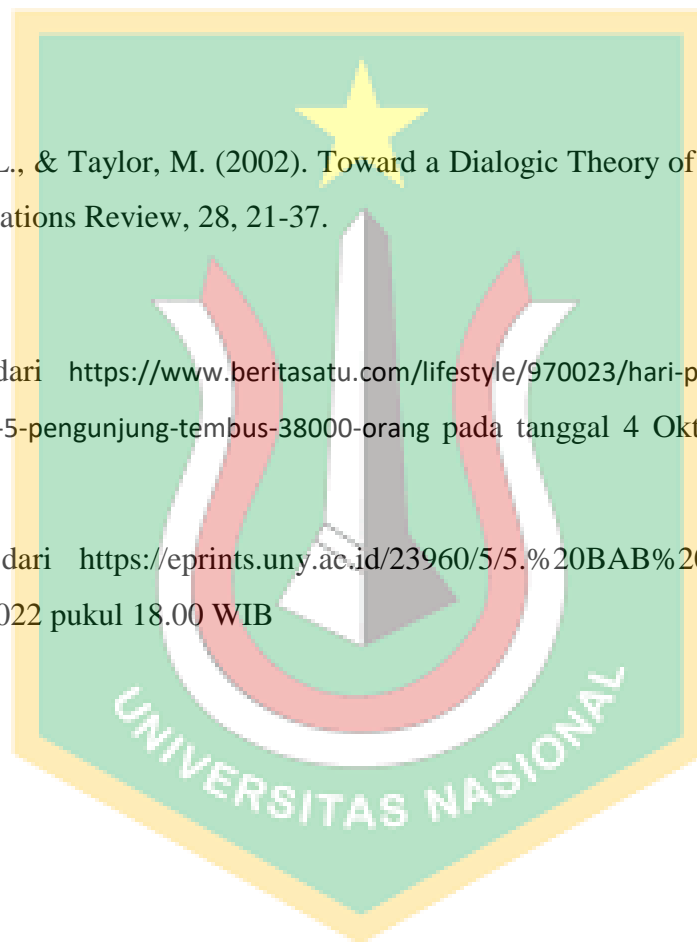 L., & Taylor, M. (2002). Toward a Dialogic Theory of
ations Review, 28, 21-37.
dari https://www.beritasatu.com/lifestyle/970023/hari-p
-5-pengunjung-tembus-38000-orang pada tanggal 4 Okt
dari https://eprints.uny.ac.id/23960/5/5.%20BAB%20
022 pukul 18.00 WIB
UNIVERSITAS NASIONAL